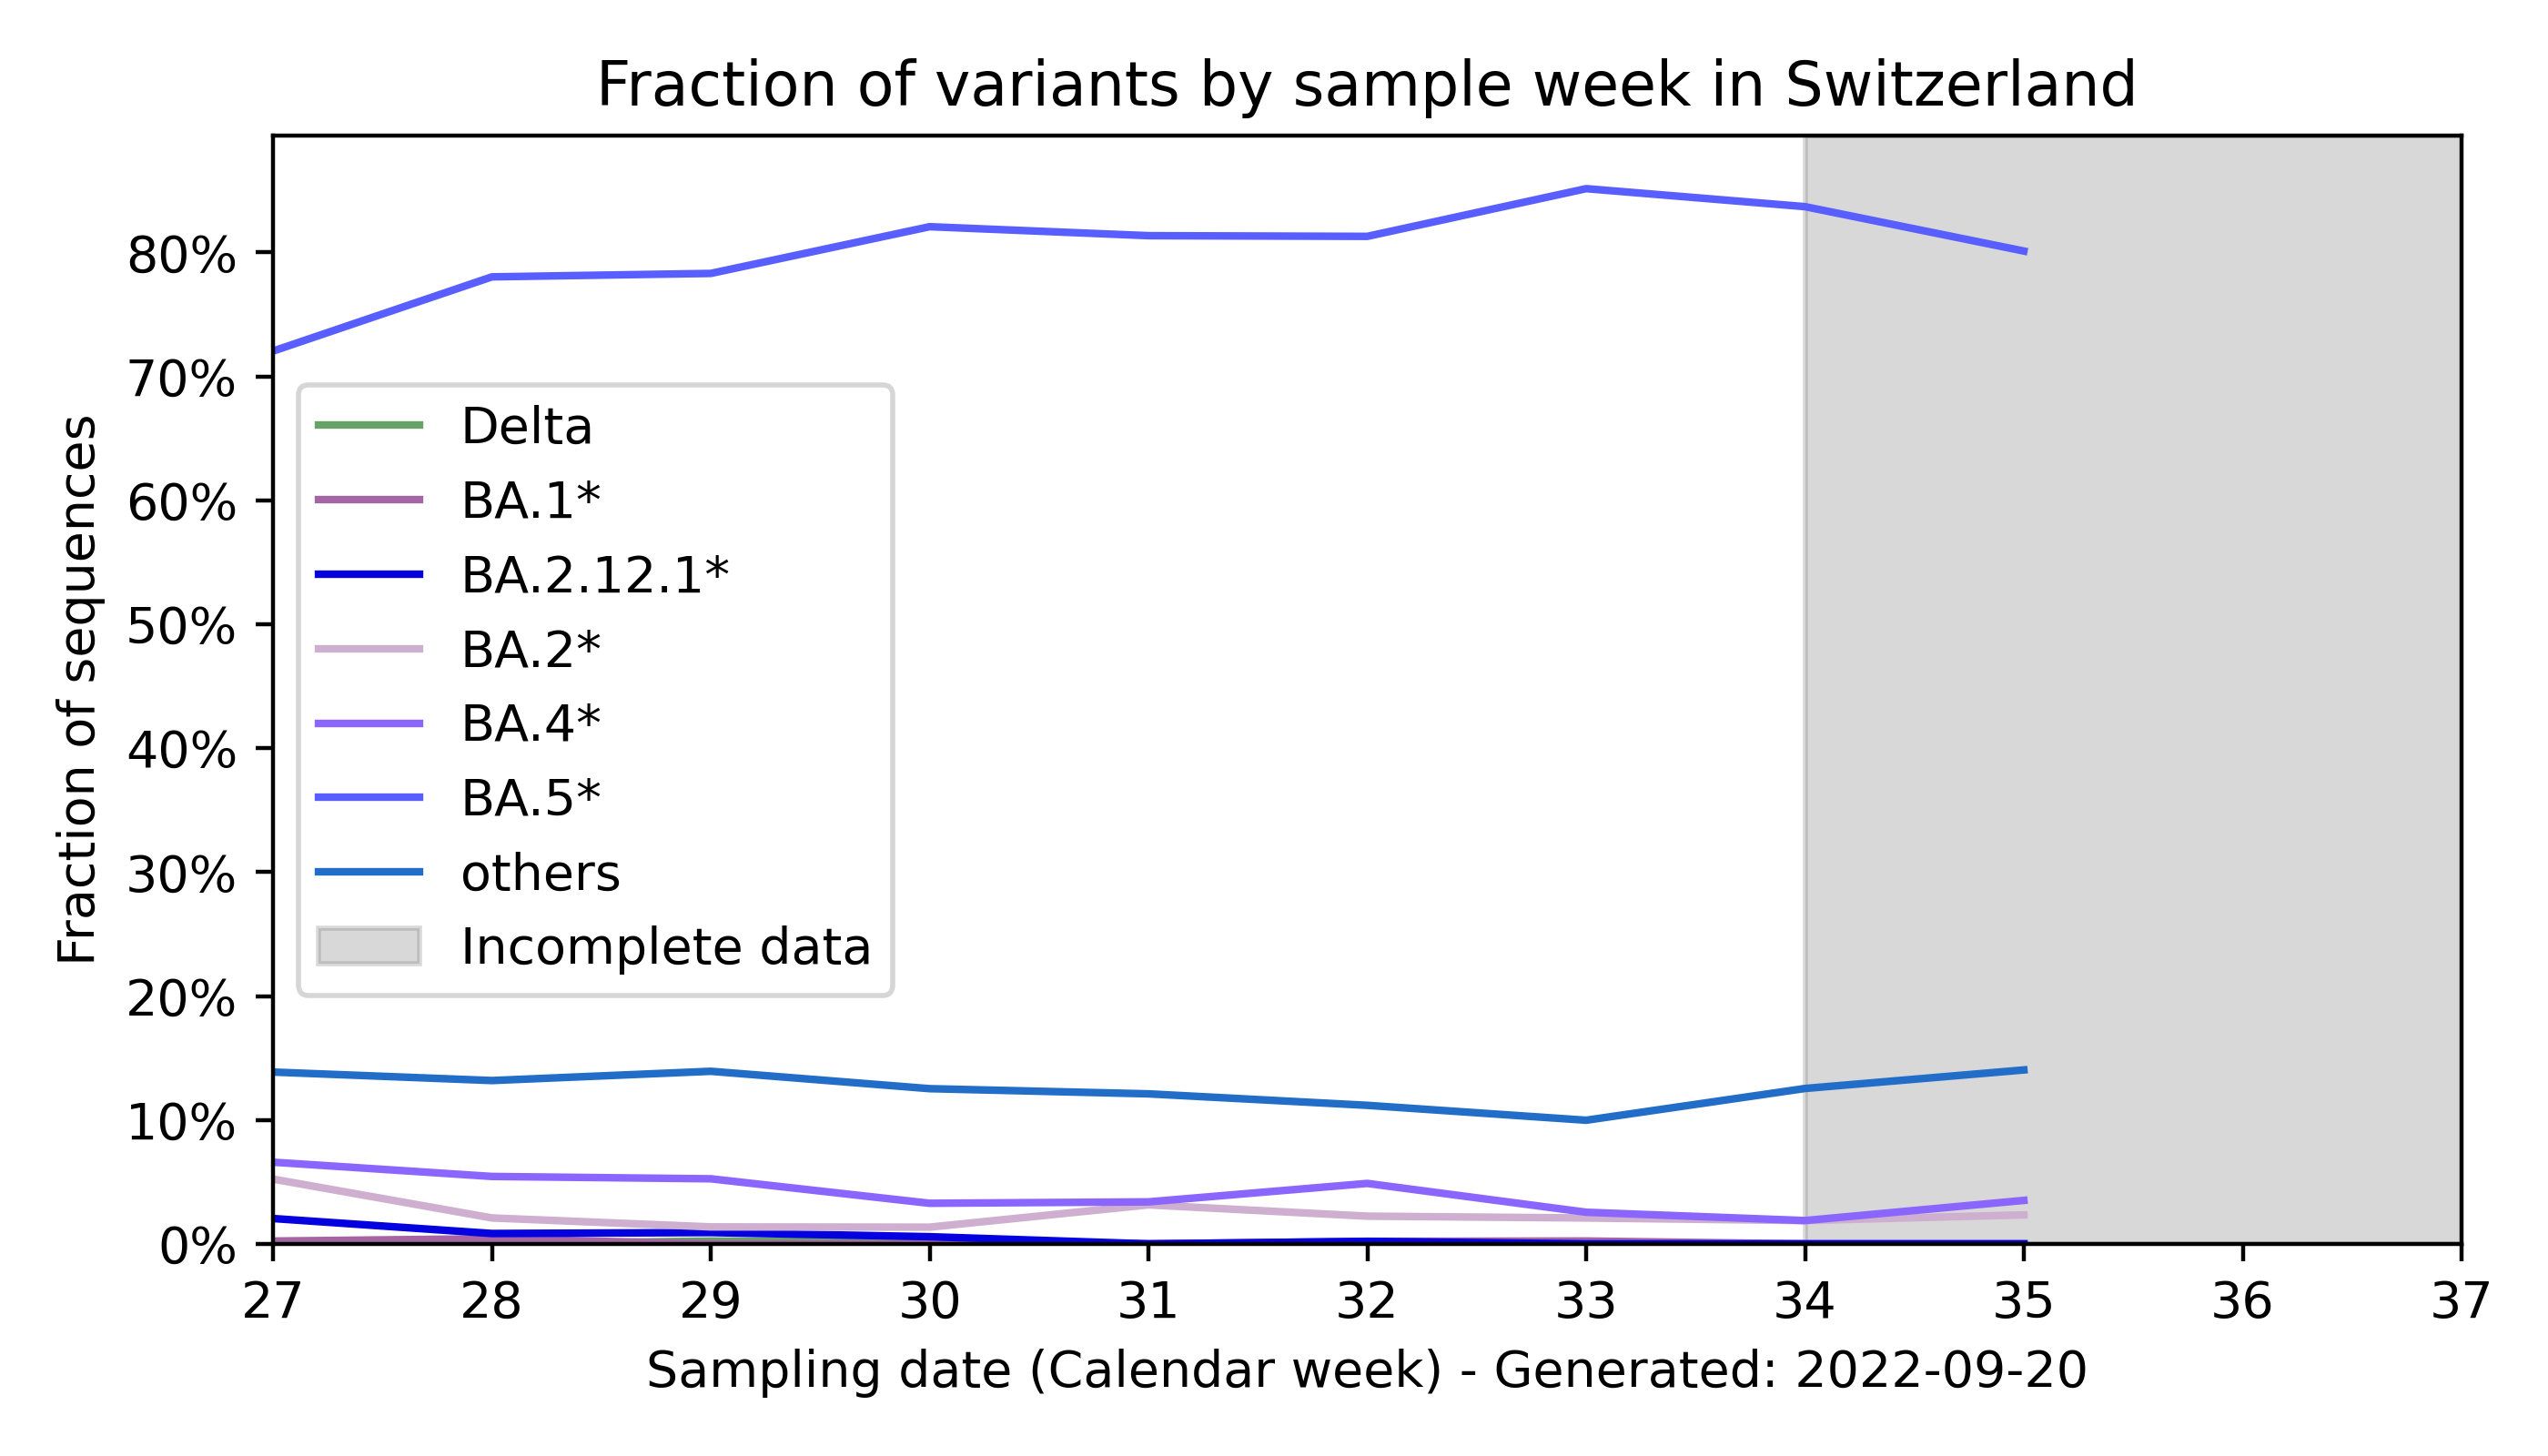 Fraction of variants by sample week in Switzerland
80%
70%
60%
50%
40%
30%
20%
10%
0%
Fraction of sequences
Delta
BA.1*
BA.2.12.1*
BA.2*
BA.4*
BA.5*
others
Incomplete data
27 28 29 30 31 32 33 34 35 36 37
Sampling date (Calendar week) - Generated: 2022-09-20